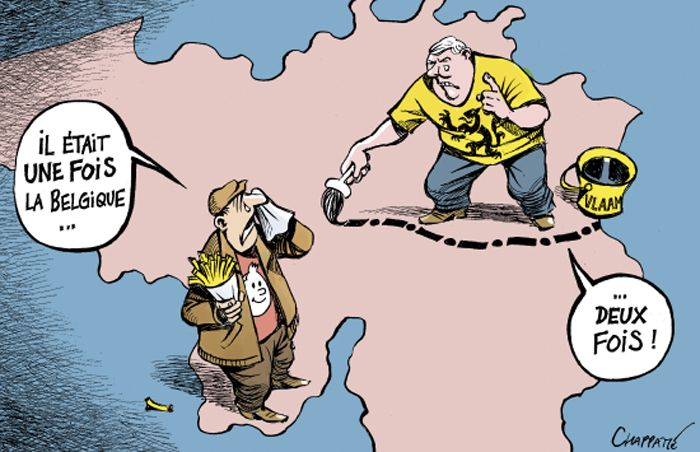 IL ÉTAIT
UNE FOIS
LA BELGIQUE
...
VLAAM
...
DEUX
FOIS !
CHAPPATTE